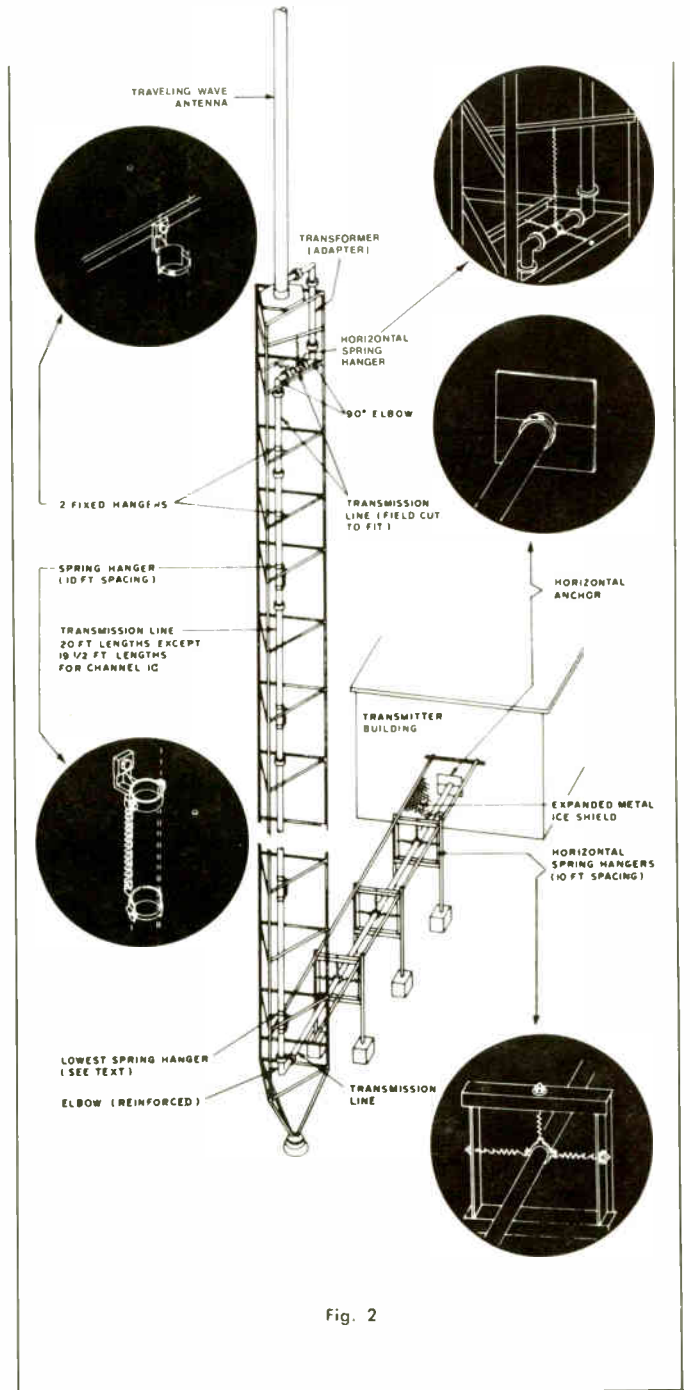 TRAVELING WAVE
ANTENNA
TRANSFORMER
(ADAPTER)
HORIZONTAL
SPRING
HANGER
90° ELBOW
2 FIXED HANGERS
TRANSMISSION
LINE (FIELD CUT
TO FIT)
SPRING HANGER
(10 FT SPACING)
HORIZONTAL
ANCHOR
TRANSMISSION LINE
20 FT LENGTHS EXCEPT
19 1/2 FT LENGTHS
FOR CHANNEL 10
TRANSMITTER
BUILDING
EXPANDED METAL
ICE SHIELD
HORIZONTAL
SPRING HANGERS
(10 FT SPACING)
LOWEST SPRING HANGER
(SEE TEXT)
TRANSMISSION
LINE
ELBOW (REINFORCED)
Fig. 2